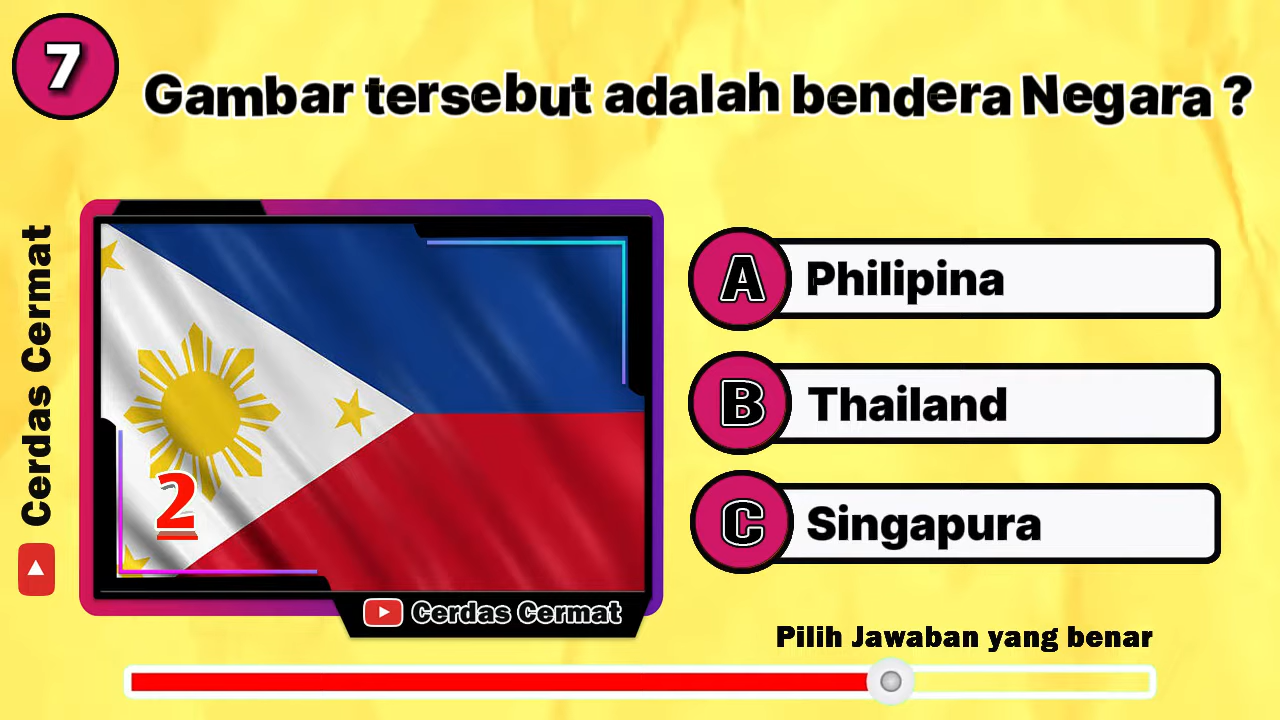 7
Gambar tersebut adalah bendera Negara ?
Cerdas Cermat
2
Cerdas Cermat
A Philipina
B Thailand
C Singapura
Pilih Jawaban yang benar